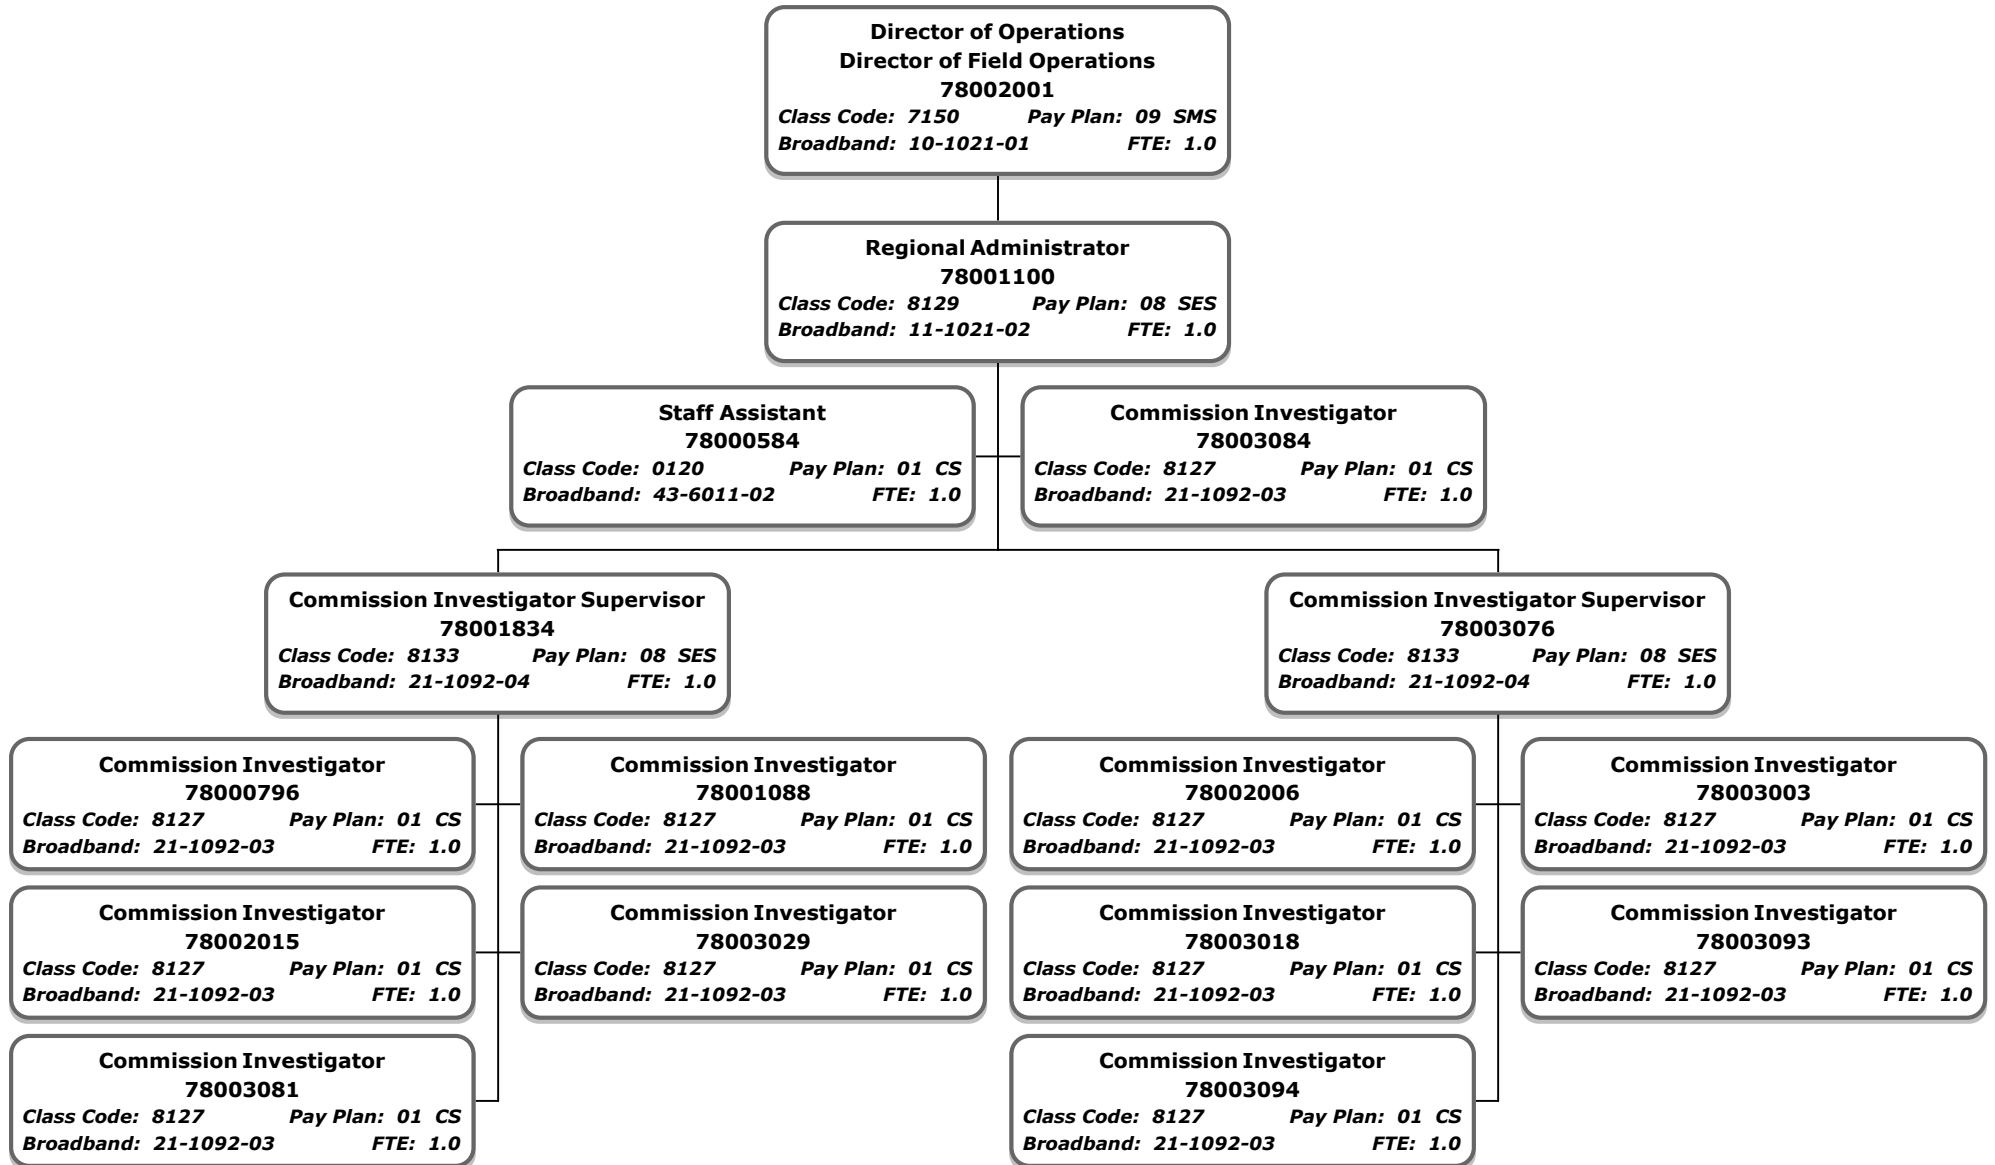 Director of Operations
Director of Field Operations
78002001
Class Code: 7150 Pay Plan: 09 SMS
Broadband: 10-1021-01 FTE: 1.0
Regional Administrator
78001100
Class Code: 8129 Pay Plan: 08 SES
Broadband: 11-1021-02 FTE: 1.0
Staff Assistant
78000584
Class Code: 0120 Pay Plan: 01 CS
Broadband: 43-6011-02 FTE: 1.0
Commission Investigator
78003084
Class Code: 8127 Pay Plan: 01 CS
Broadband: 21-1092-03 FTE: 1.0
Commission Investigator Supervisor
78001834
Class Code: 8133 Pay Plan: 08 SES
Broadband: 21-1092-04 FTE: 1.0
Commission Investigator Supervisor
78003076
Class Code: 8133 Pay Plan: 08 SES
Broadband: 21-1092-04 FTE: 1.0
Commission Investigator
78000796
Class Code: 8127 Pay Plan: 01 CS
Broadband: 21-1092-03 FTE: 1.0
Commission Investigator
78001088
Class Code: 8127 Pay Plan: 01 CS
Broadband: 21-1092-03 FTE: 1.0
Commission Investigator
78002006
Class Code: 8127 Pay Plan: 01 CS
Broadband: 21-1092-03 FTE: 1.0
Commission Investigator
78003003
Class Code: 8127 Pay Plan: 01 CS
Broadband: 21-1092-03 FTE: 1.0
Commission Investigator
78002015
Class Code: 8127 Pay Plan: 01 CS
Broadband: 21-1092-03 FTE: 1.0
Commission Investigator
78003029
Class Code: 8127 Pay Plan: 01 CS
Broadband: 21-1092-03 FTE: 1.0
Commission Investigator
78003018
Class Code: 8127 Pay Plan: 01 CS
Broadband: 21-1092-03 FTE: 1.0
Commission Investigator
78003093
Class Code: 8127 Pay Plan: 01 CS
Broadband: 21-1092-03 FTE: 1.0
Commission Investigator
78003081
Class Code: 8127 Pay Plan: 01 CS
Broadband: 21-1092-03 FTE: 1.0
Commission Investigator
78003094
Class Code: 8127 Pay Plan: 01 CS
Broadband: 21-1092-03 FTE: 1.0